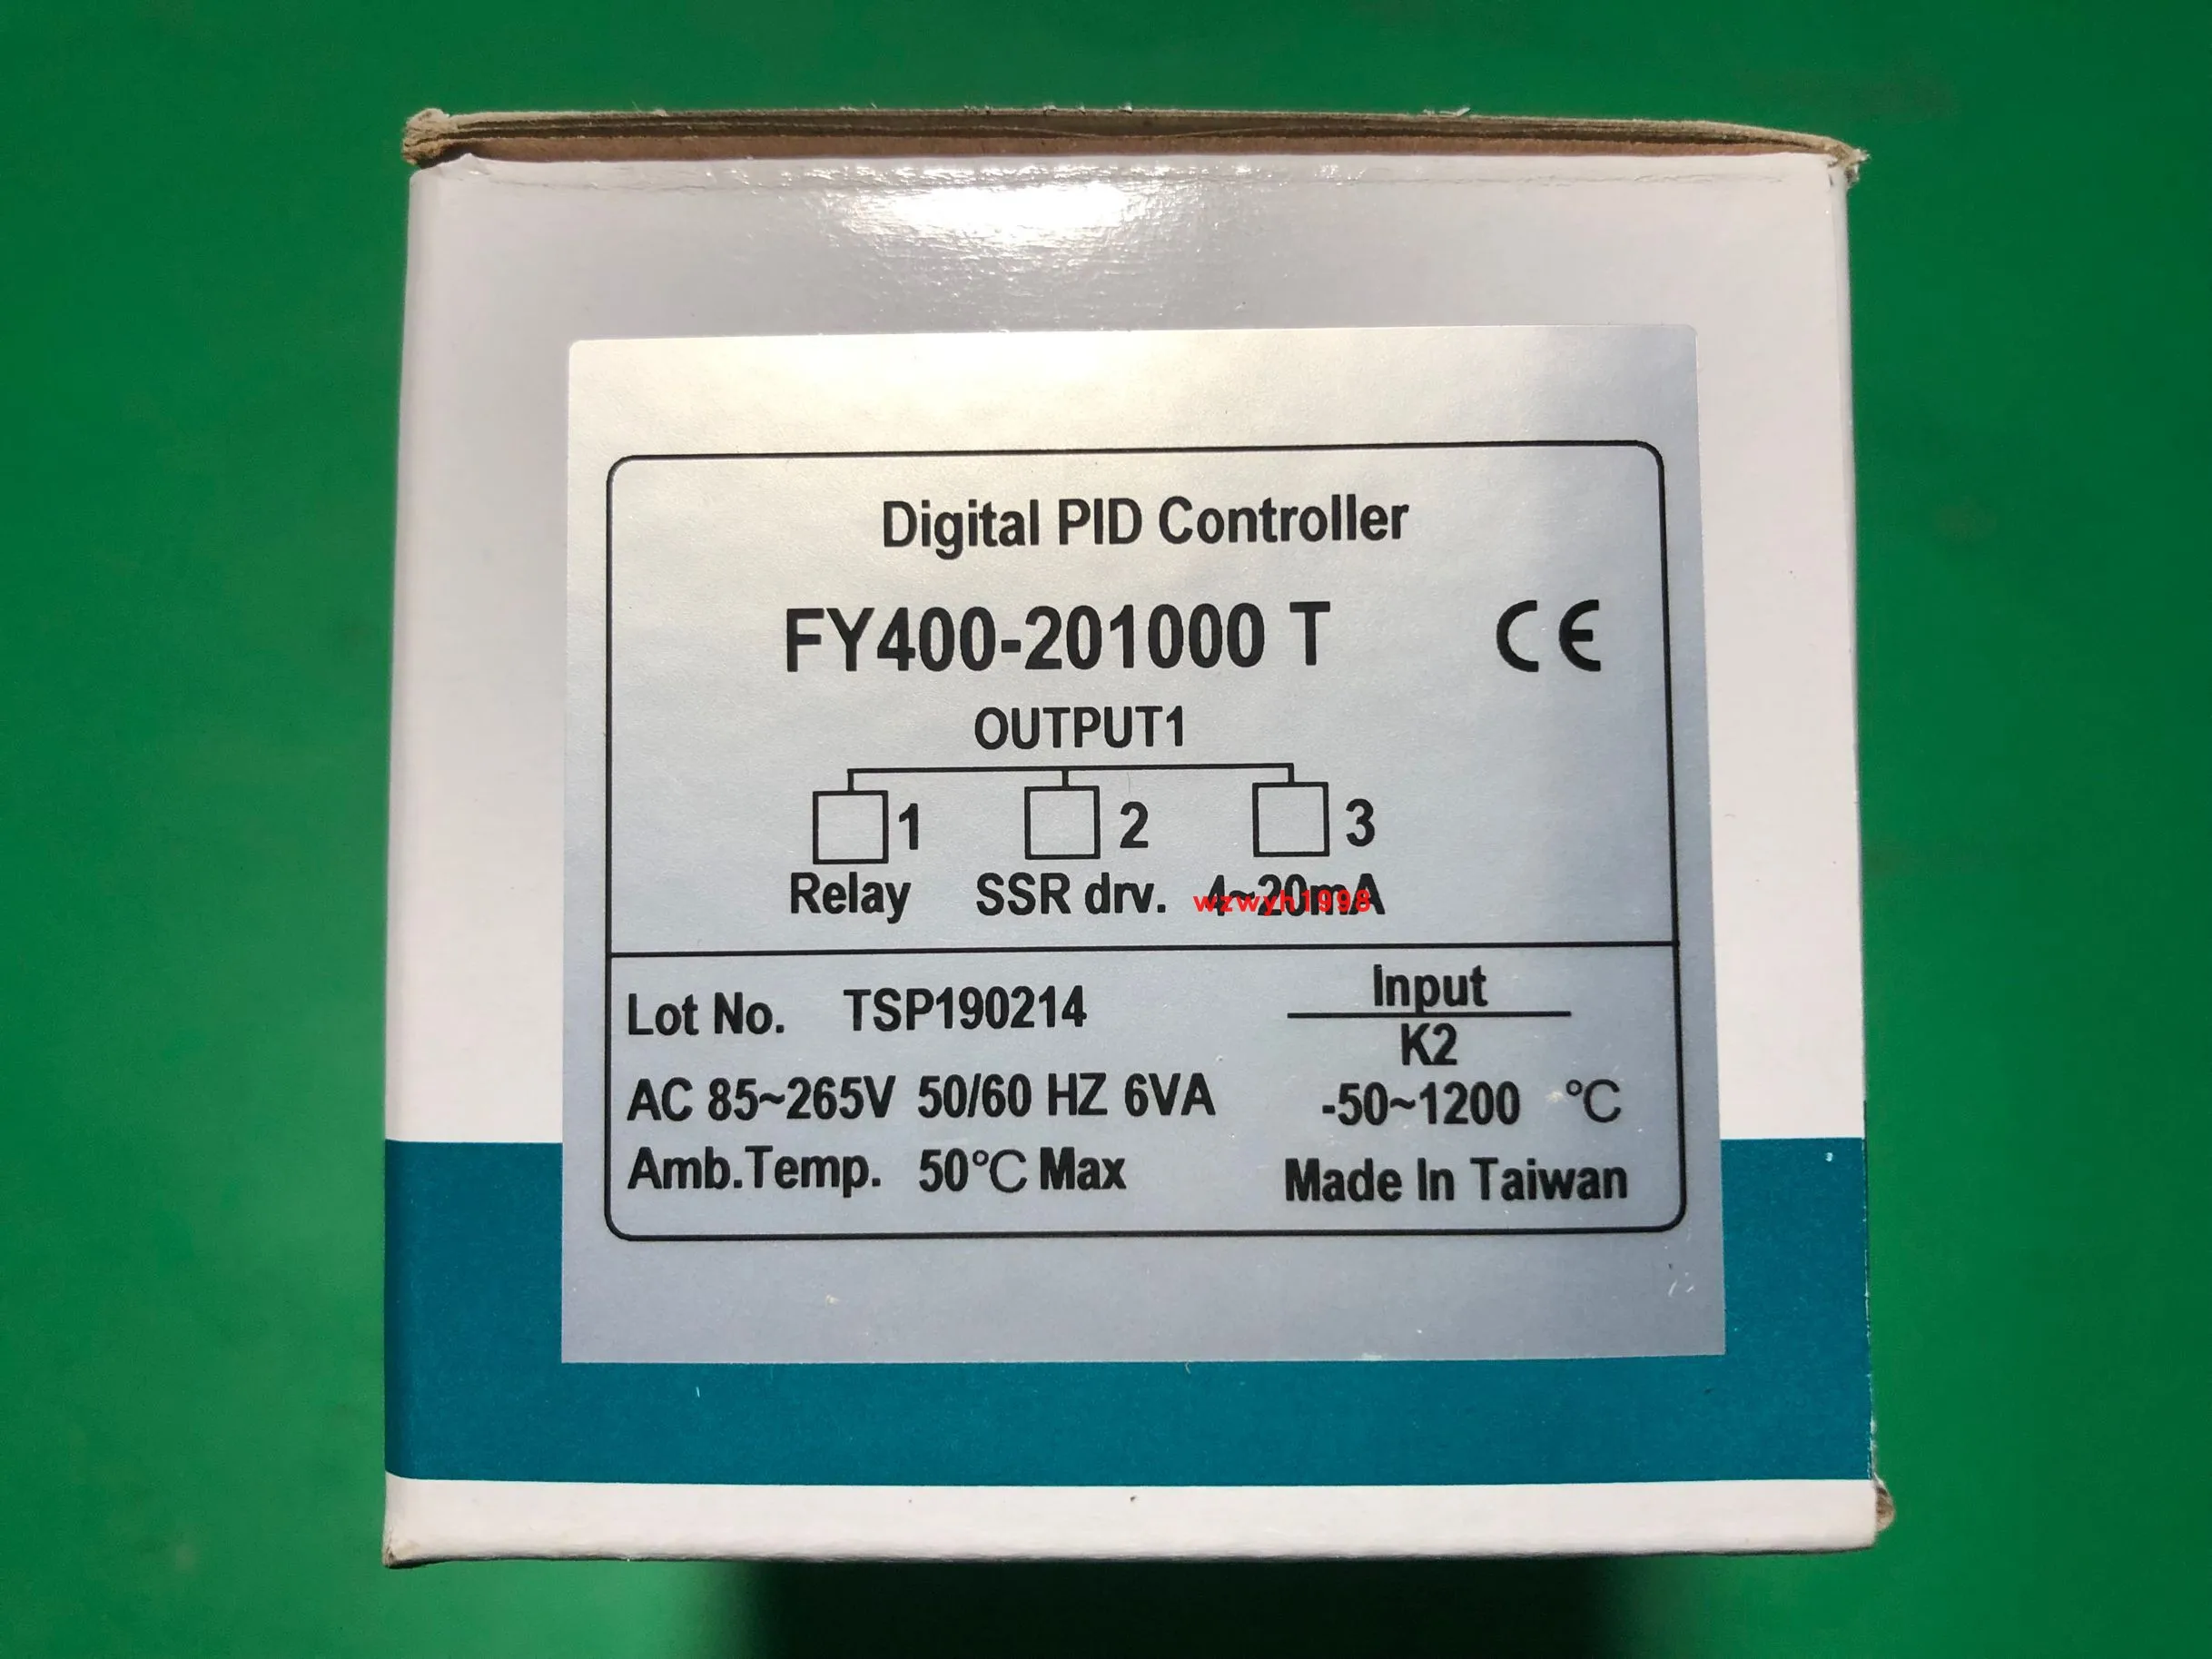 Digital PID Controller
FY400-201000 T CE
OUTPUT1
1 2 3
Relay SSR drv. 4~20mA
wzwyh1998
Lot No. TSP190214
Input
K2
AC 85~265V 50/60 HZ 6VA
-50~1200 ℃
Amb.Temp. 50℃ Max
Made In Taiwan